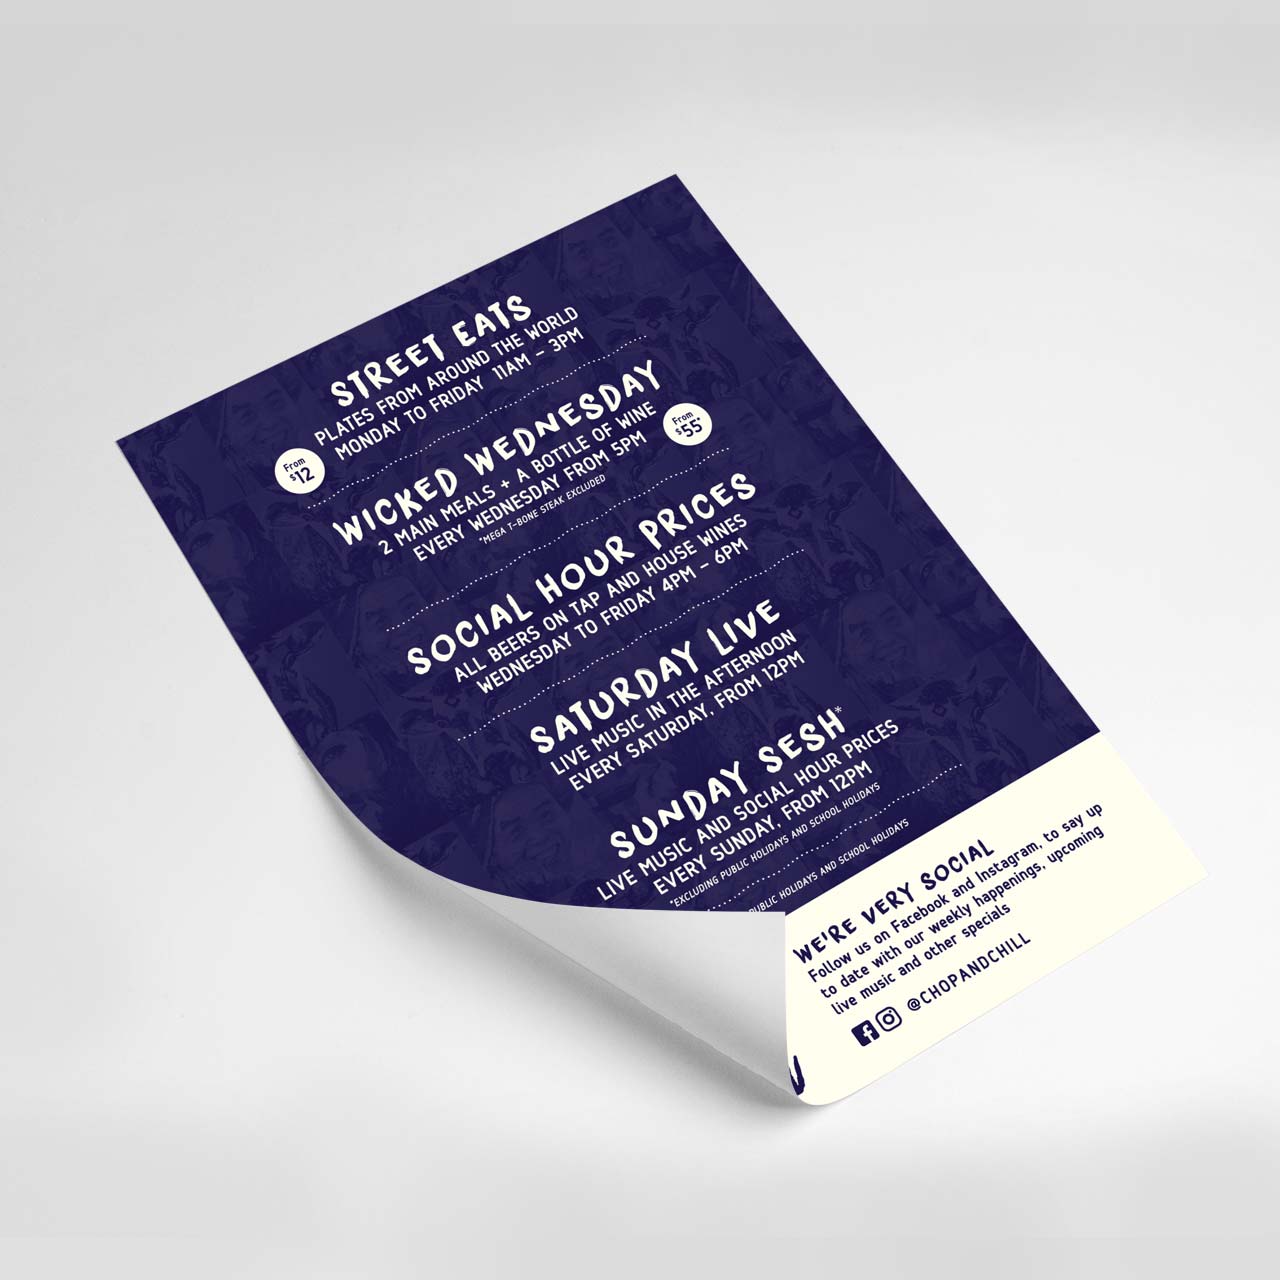 STREET EATS
PLATES FROM AROUND THE WORLD
MONDAY TO FRIDAY 11AM – 3PM
From
$12
WICKED WEDNESDAY
2 MAIN MEALS + A BOTTLE OF WINE
EVERY WEDNESDAY FROM 5PM
*MEGA T-BONE STEAK EXCLUDED
From
$55*
SOCIAL HOUR PRICES
ALL BEERS ON TAP AND HOUSE WINES
WEDNESDAY TO FRIDAY 4PM – 6PM
SATURDAY LIVE
LIVE MUSIC IN THE AFTERNOON
EVERY SATURDAY, FROM 12PM
SUNDAY SESH*
LIVE MUSIC AND SOCIAL HOUR PRICES
EVERY SUNDAY, FROM 12PM
*EXCLUDING PUBLIC HOLIDAYS AND SCHOOL HOLIDAYS
PUBLIC HOLIDAYS AND SCHOOL HOLIDAYS
WE'RE VERY SOCIAL
Follow us on Facebook and Instagram, to say up
to date with our weekly happenings, upcoming
live music and other specials
@CHOPANDCHILL